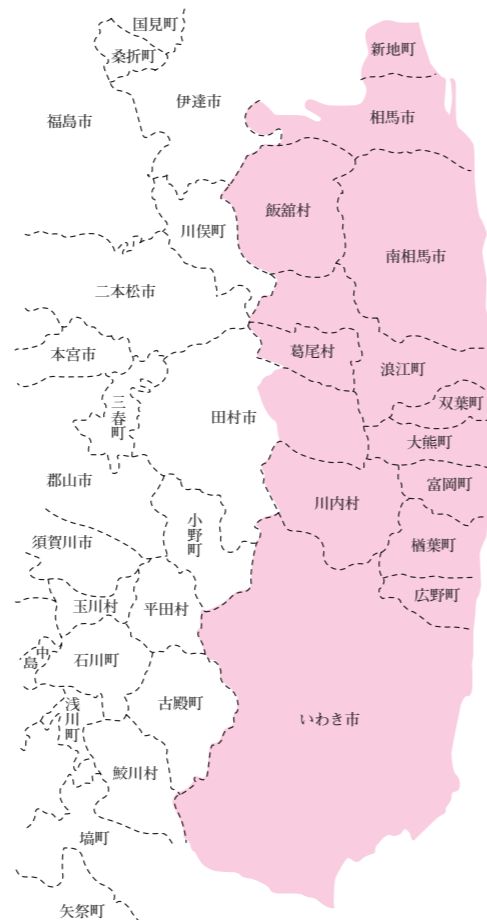 国見町
桑折町
新地町
伊達市
相馬市
福島市
飯舘村
川俣町
南相馬市
二本松市
葛尾村
本宮市
浪江町
双葉町
三春町
田村市
大熊町
郡山市
富岡町
川内村
小野町
須賀川市
楢葉町
広野町
玉川村
平田村
中島
石川町
古殿町
浅川町
いわき市
鮫川村
塙町
矢祭町